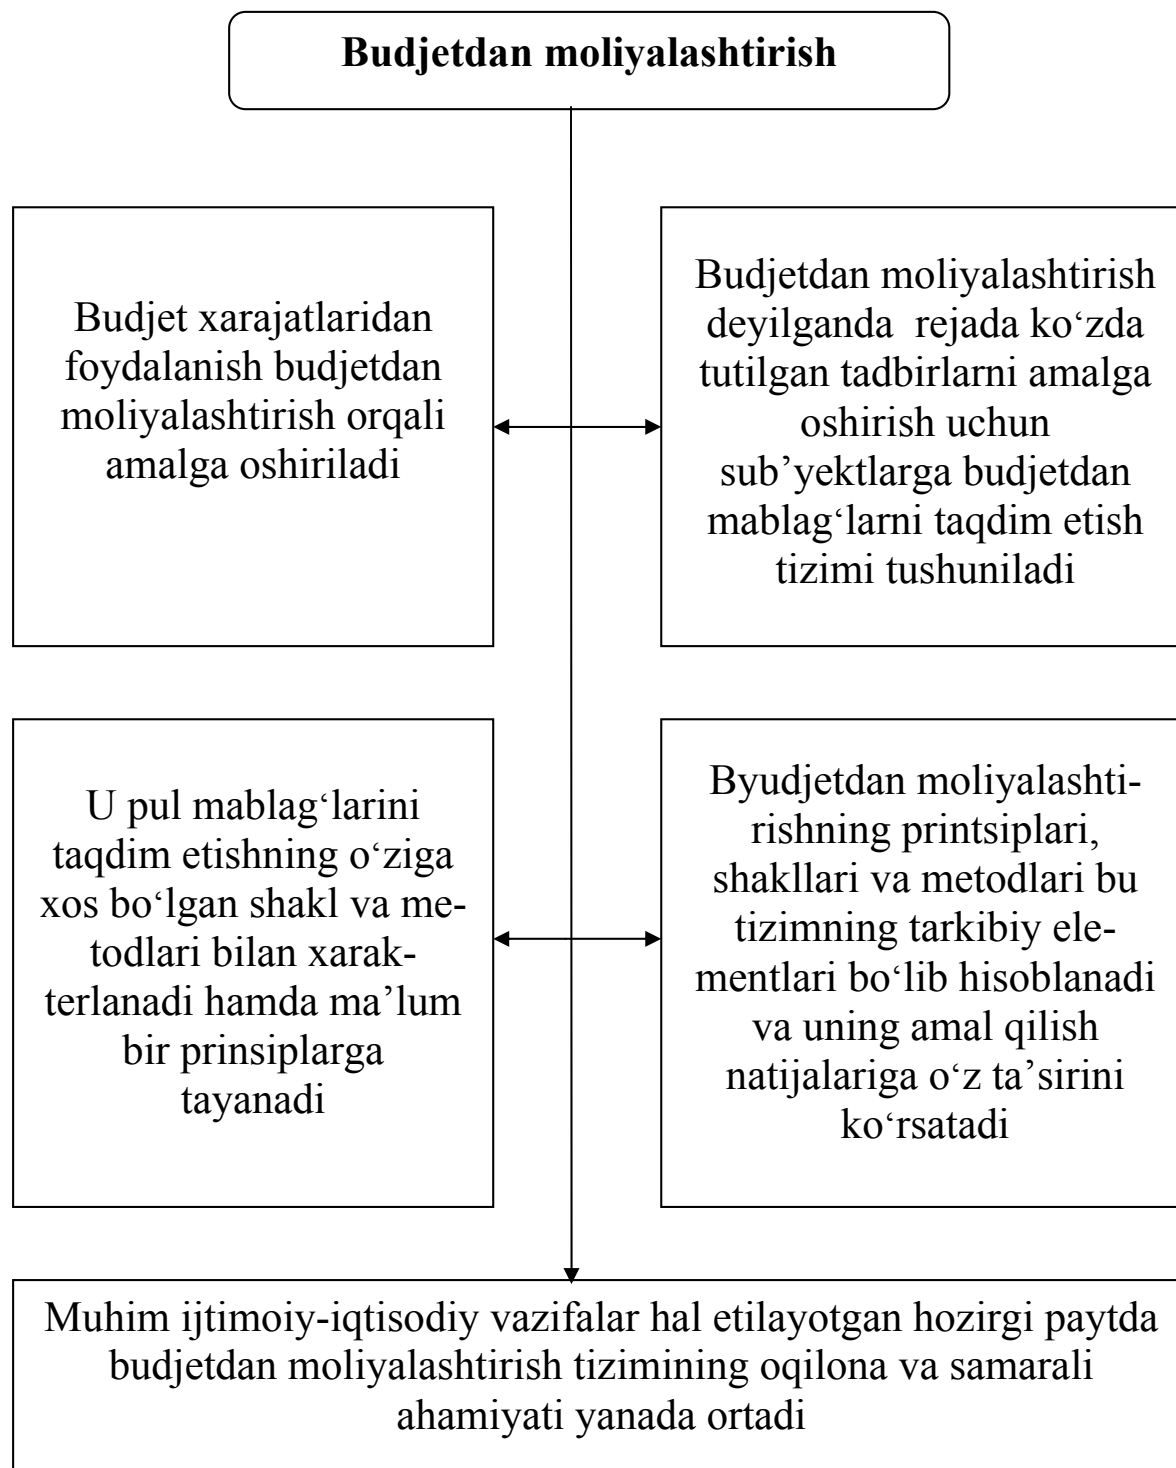 Budjetdan moliyalashtirish
Budjet xarajatlaridan
foydalanish budjetdan
moliyalashtirish orqali
amalga oshiriladi
Budjetdan moliyalashtirish
deyilganda rejada ko‘zda
tutilgan tadbirlarni amalga
oshirish uchun
sub’yektlarga budjetdan
mablag‘larni taqdim etish
tizimi tushuniladi
U pul mablag‘larini
taqdim etishning o‘ziga
xos bo‘lgan shakl va me-
todlari bilan xarak-
terlanadi hamda ma’lum
bir prinsiplarga
tayanadi
Byudjetdan moliyalashti-
rishning printsiplari,
shakllari va metodlari bu
tizimning tarkibiy ele-
mentlari bo‘lib hisoblanadi
va uning amal qilish
natijalariga o‘z ta’sirini
ko‘rsatadi
Muhim ijtimoiy-iqtisodiy vazifalar hal etilayotgan hozirgi paytda
budjetdan moliyalashtirish tizimining oqilona va samarali
ahamiyati yanada ortadi